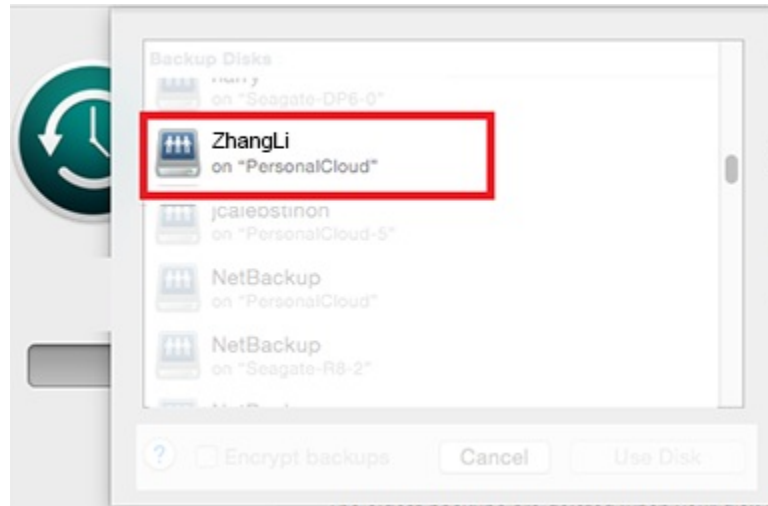 Backup Disks
on "Seagate-DP6-0"
ZhangLi
on "PersonalCloud"
jcalebstinon
on "PersonalCloud-5"
NetBackup
on "PersonalCloud"
NetBackup
on "Seagate-R8-2"
? Encrypt backups Cancel Use Disk